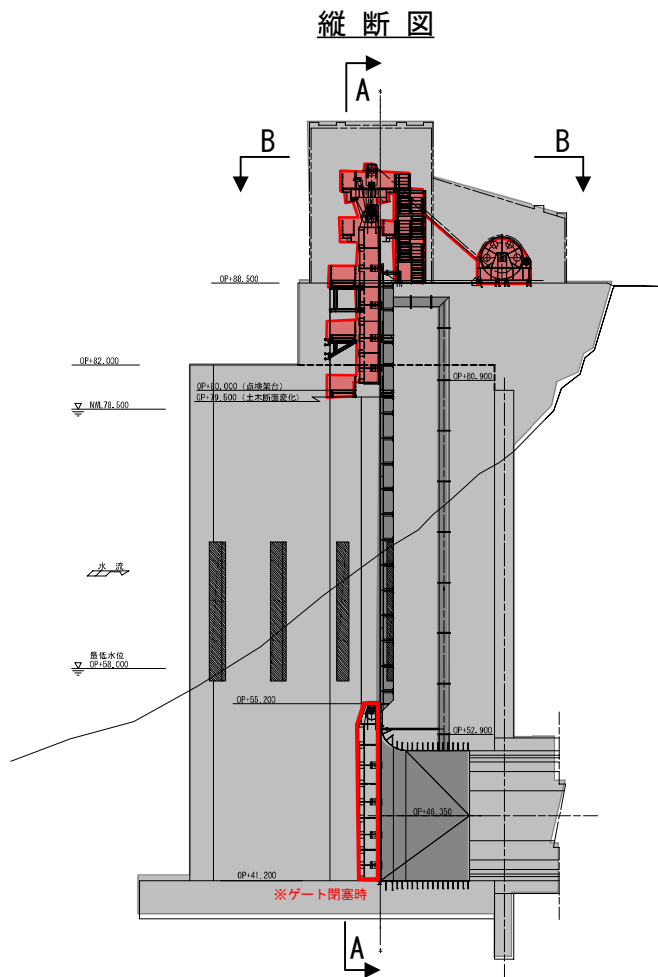 縦断図
A
B
B
OP+88.500
OP+82.000
OP+80.000 (点検架台)
OP+80.900
OP+79.500 (土木断面変化)
NWL78.500
水流
最低水位
OP+58.000
OP+55.200
OP+52.900
OP+46.350
OP+41.200
※ゲート閉塞時
A